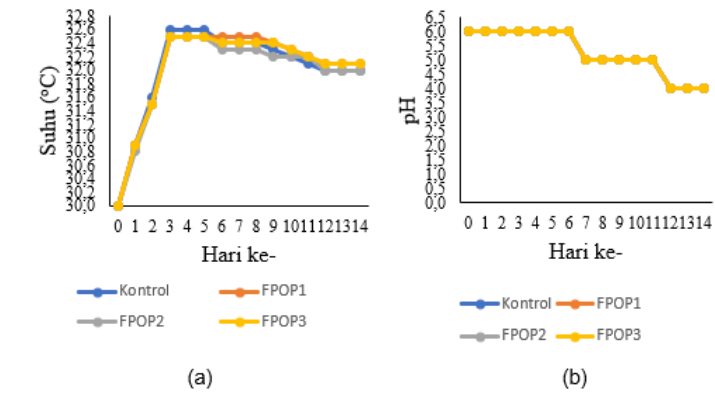 32,8
32,6
32,4
32,2
32,0
31,8
31,6
31,4
31,2
31,0
30,8
30,6
30,4
30,2
30,0
Suhu (°C)
0 1 2 3 4 5 6 7 8 9 10 11 12 13 14
Hari ke-
Kontrol FPOP1
FPOP2 FPOP3
(a)
6,5
6,0
5,5
5,0
4,5
4,0
3,5
3,0
2,5
2,0
1,5
1,0
0,5
0,0
pH
0 1 2 3 4 5 6 7 8 9 10 11 12 13 14
Hari ke-
Kontrol FPOP1
FPOP2 FPOP3
(b)